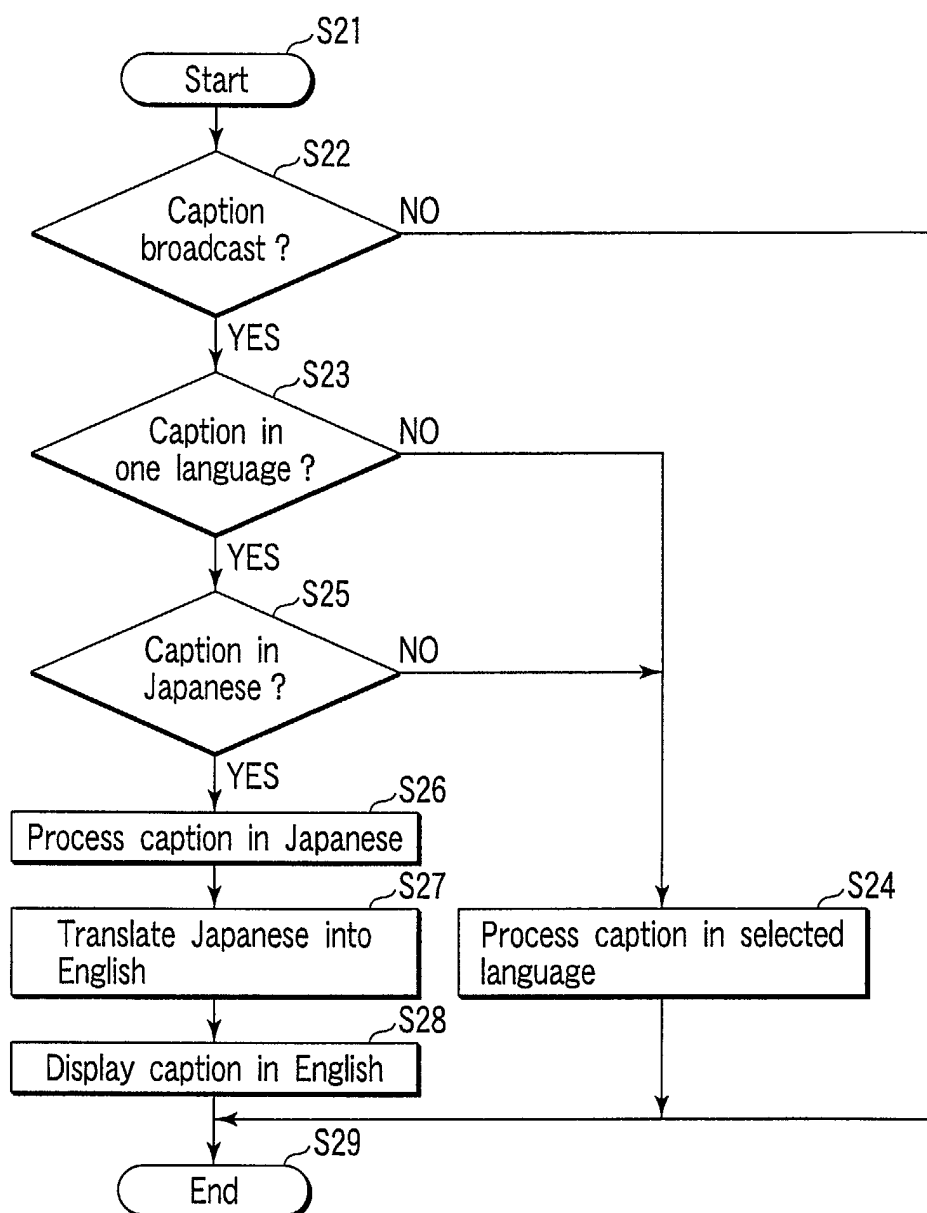 S21
Start
S22
Caption
broadcast ?
NO
YES
S23
Caption in
one language ?
NO
YES
S25
Caption in
Japanese ?
NO
YES
S26
Process caption in Japanese
S27
Translate Japanese into
English
S24
Process caption in selected
language
S28
Display caption in English
S29
End